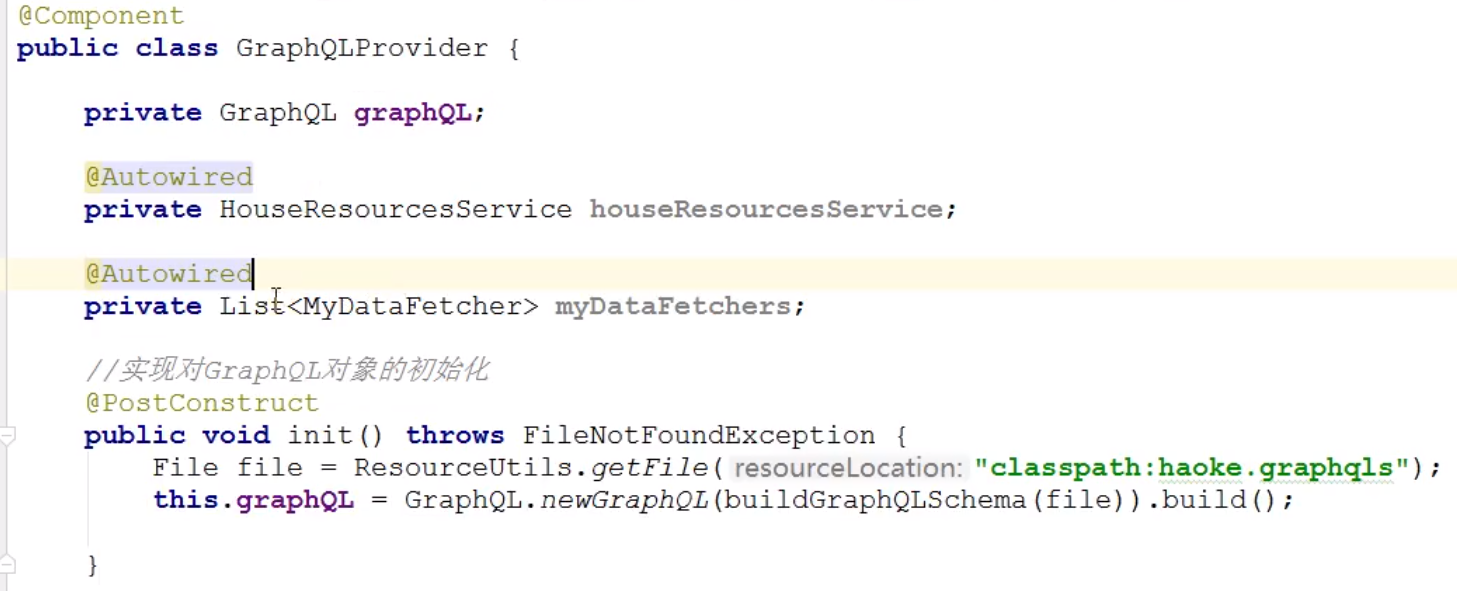 @Component
public class GraphQLProvider {
private GraphQL graphQL;
@Autowired
private HouseResourcesService houseResourcesService;
@Autowired
private List<MyDataFetcher> myDataFetchers;
//实现对GraphQL对象的初始化
@PostConstruct
public void init() throws FileNotFoundException {
File file = ResourceUtils.getFile( resourceLocation: "classpath:haoke.graphqls");
this.graphQL = GraphQL.newGraphQL(buildGraphQLSchema(file)).build();
}